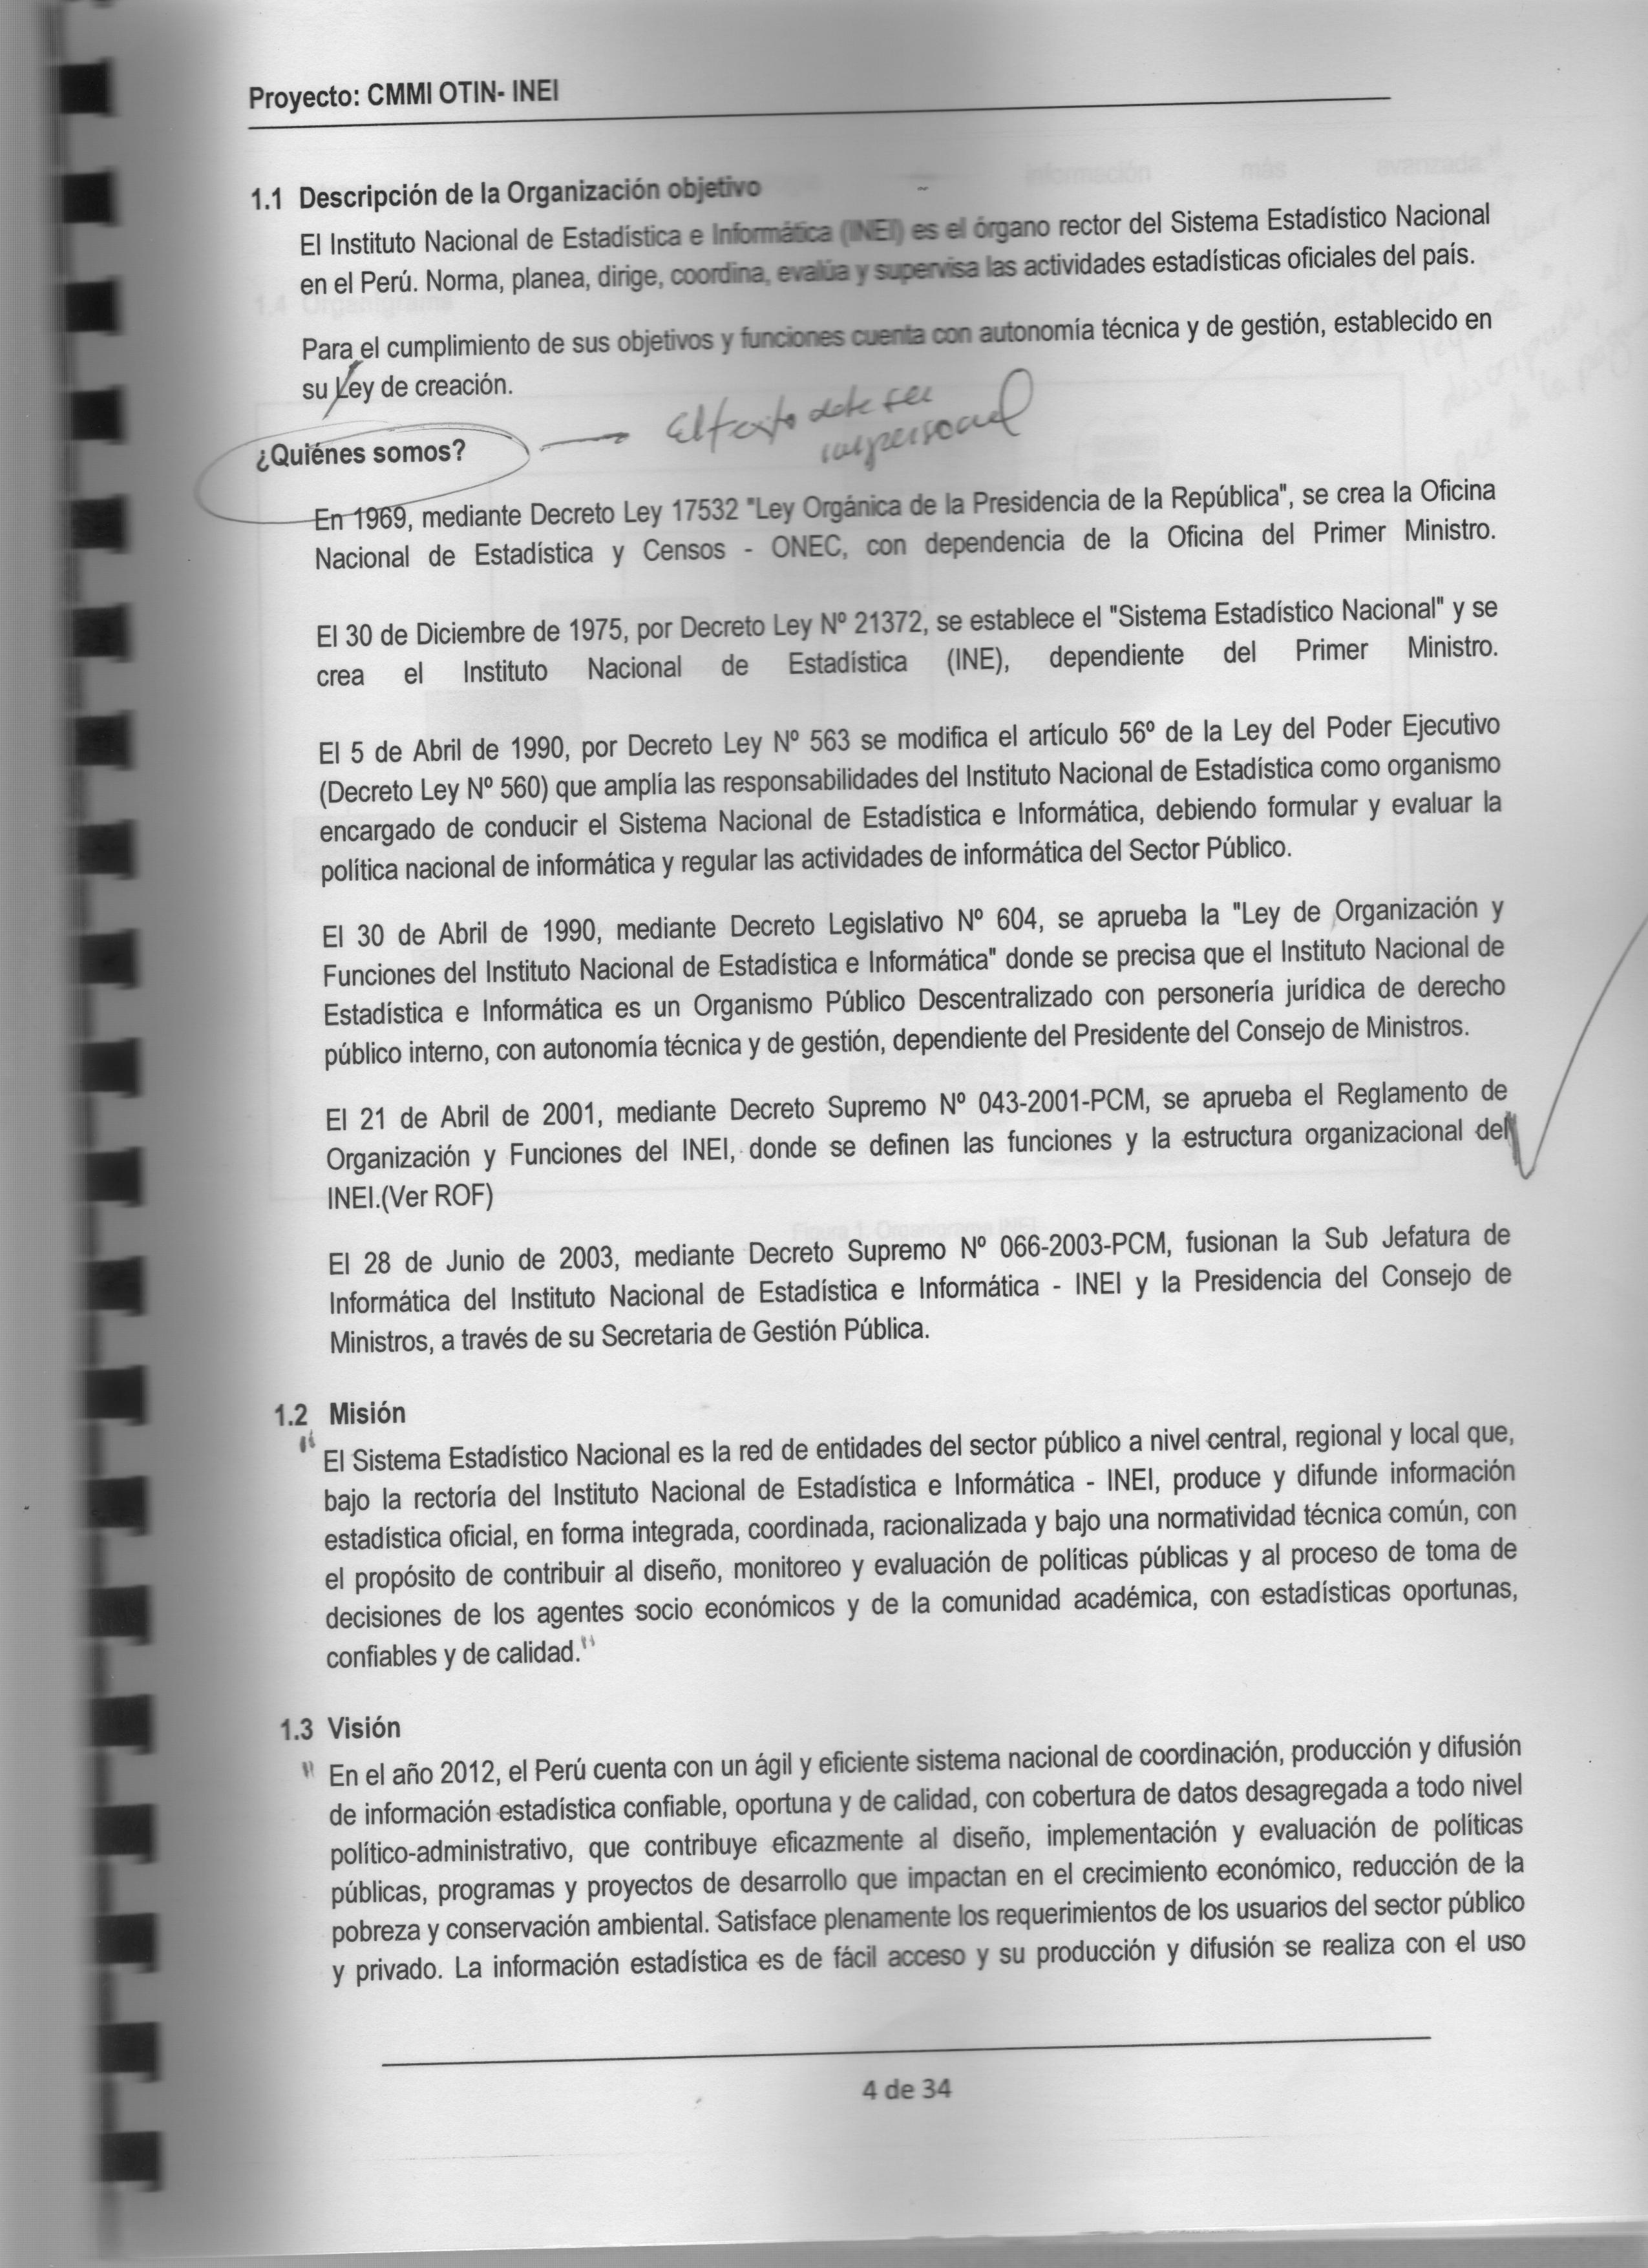 Proyecto: CMMI OTIN- INEI
1.1 Descripción de la Organización objetivo
El Instituto Nacional de Estadística e Informática (INEI) es el órgano rector del Sistema Estadístico Nacional
en el Perú. Norma, planea, dirige, coordina, evalúa y supervisa las actividades estadísticas oficiales del país.
Para el cumplimiento de sus objetivos y funciones cuenta con autonomía técnica y de gestión, establecido en
su Ley de creación.
El texto debe ser
impersonal
¿Quiénes somos?
En 1969, mediante Decreto Ley 17532 "Ley Orgánica de la Presidencia de la República", se crea la Oficina
Nacional de Estadística y Censos - ONEC, con dependencia de la Oficina del Primer Ministro.
El 30 de Diciembre de 1975, por Decreto Ley Nº 21372, se establece el "Sistema Estadístico Nacional" y se
crea el Instituto Nacional de Estadística (INE), dependiente del Primer Ministro.
El 5 de Abril de 1990, por Decreto Ley Nº 563 se modifica el artículo 56º de la Ley del Poder Ejecutivo
(Decreto Ley Nº 560) que amplía las responsabilidades del Instituto Nacional de Estadística como organismo
encargado de conducir el Sistema Nacional de Estadística e Informática, debiendo formular y evaluar la
política nacional de informática y regular las actividades de informática del Sector Público.
El 30 de Abril de 1990, mediante Decreto Legislativo Nº 604, se aprueba la "Ley de Organización y
Funciones del Instituto Nacional de Estadística e Informática" donde se precisa que el Instituto Nacional de
Estadística e Informática es un Organismo Público Descentralizado con personería jurídica de derecho
público interno, con autonomía técnica y de gestión, dependiente del Presidente del Consejo de Ministros.
El 21 de Abril de 2001, mediante Decreto Supremo Nº 043-2001-PCM, se aprueba el Reglamento de
Organización y Funciones del INEI, donde se definen las funciones y la estructura organizacional del
INEI.(Ver ROF)
El 28 de Junio de 2003, mediante Decreto Supremo Nº 066-2003-PCM, fusionan la Sub Jefatura de
Informática del Instituto Nacional de Estadística e Informática - INEI y la Presidencia del Consejo de
Ministros, a través de su Secretaria de Gestión Pública.
1.2 Misión
" El Sistema Estadístico Nacional es la red de entidades del sector público a nivel central, regional y local que,
bajo la rectoría del Instituto Nacional de Estadística e Informática - INEI, produce y difunde información
estadística oficial, en forma integrada, coordinada, racionalizada y bajo una normatividad técnica común, con
el propósito de contribuir al diseño, monitoreo y evaluación de políticas públicas y al proceso de toma de
decisiones de los agentes socio económicos y de la comunidad académica, con estadísticas oportunas,
confiables y de calidad."
1.3 Visión
" En el año 2012, el Perú cuenta con un ágil y eficiente sistema nacional de coordinación, producción y difusión
de información estadística confiable, oportuna y de calidad, con cobertura de datos desagregada a todo nivel
político-administrativo, que contribuye eficazmente al diseño, implementación y evaluación de políticas
públicas, programas y proyectos de desarrollo que impactan en el crecimiento económico, reducción de la
pobreza y conservación ambiental. Satisface plenamente los requerimientos de los usuarios del sector público
y privado. La información estadística es de fácil acceso y su producción y difusión se realiza con el uso
4 de 34